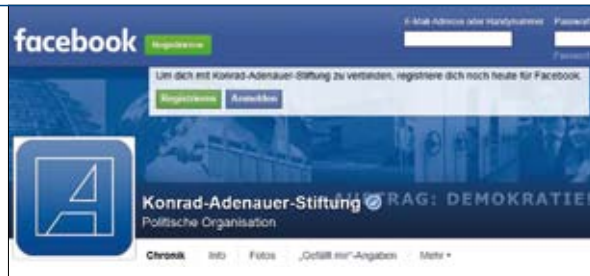 E-Mail-Adresse oder Handynummer Passwort
facebook Registrieren
Um dich mit Konrad-Adenauer-Stiftung zu verbinden, registriere dich noch heute für Facebook.
Registrieren Anmelden
TRAG: DEMOKRATIE
Konrad-Adenauer-Stiftung
Politische Organisation
Chronik Info Fotos „Gefällt mir“-Angaben Mehr